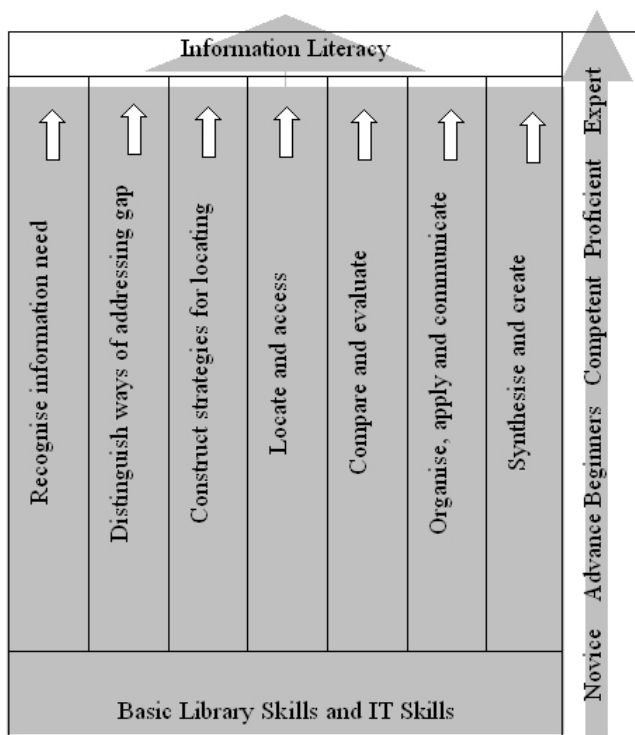 Information Literacy
Recognise information need
Distinguish ways of addressing gap
Construct strategies for locating
Locate and access
Compare and evaluate
Organise, apply and communicate
Synthesise and create
Basic Library Skills and IT Skills
Novice Advance Beginners Competent Proficient Expert